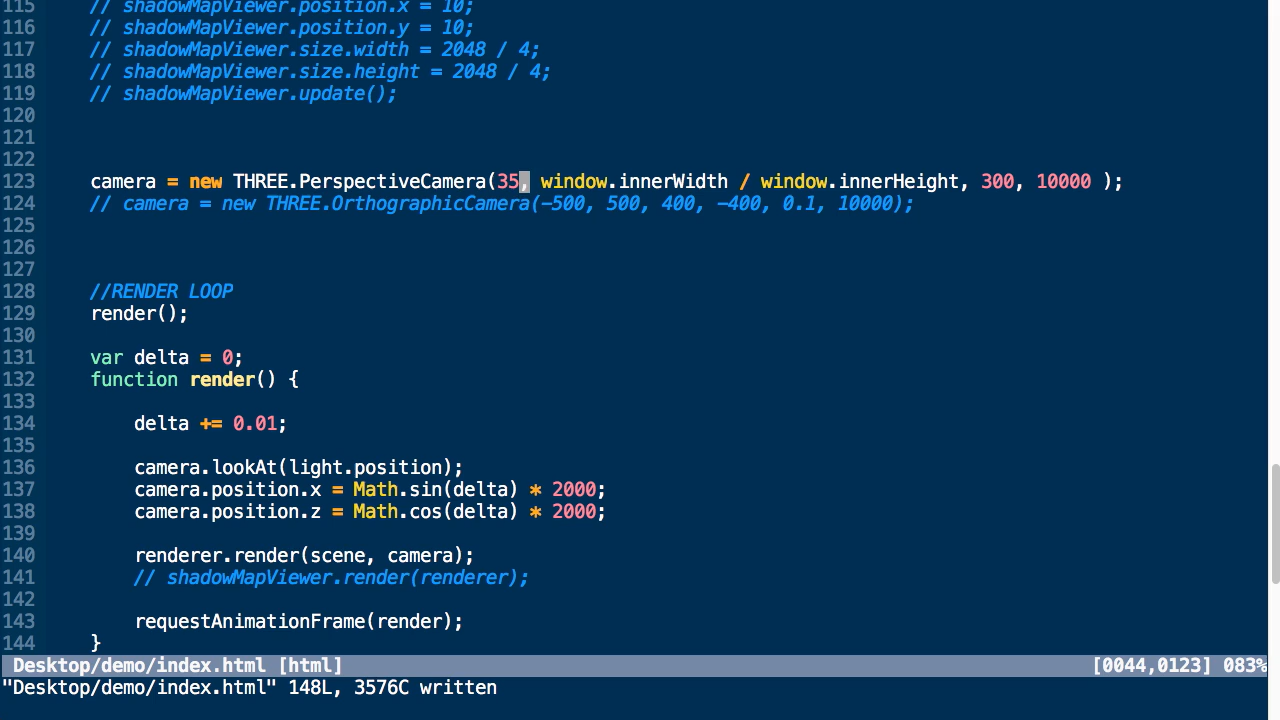 115 // shadowMapViewer.position.x = 10;
116 // shadowMapViewer.position.y = 10;
117 // shadowMapViewer.size.width = 2048 / 4;
118 // shadowMapViewer.size.height = 2048 / 4;
119 // shadowMapViewer.update();
120
121
122
123 camera = new THREE.PerspectiveCamera(35, window.innerWidth / window.innerHeight, 300, 10000 );
124 // camera = new THREE.OrthographicCamera(-500, 500, 400, -400, 0.1, 10000);
125
126
127
128 //RENDER LOOP
129 render();
130
131 var delta = 0;
132 function render() {
133
134 delta += 0.01;
135
136 camera.lookAt(light.position);
137 camera.position.x = Math.sin(delta) * 2000;
138 camera.position.z = Math.cos(delta) * 2000;
139
140 renderer.render(scene, camera);
141 // shadowMapViewer.render(renderer);
142
143 requestAnimationFrame(render);
144 }
Desktop/demo/index.html [html] [0044,0123] 083%
"Desktop/demo/index.html" 148L, 3576C written